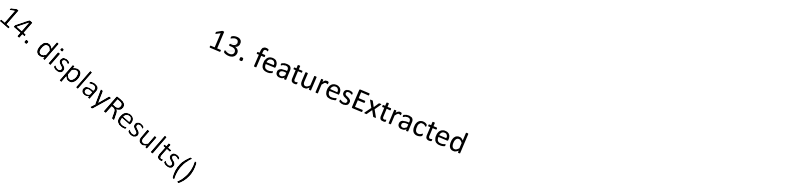 13. featuresExtracted
14. displayResults()